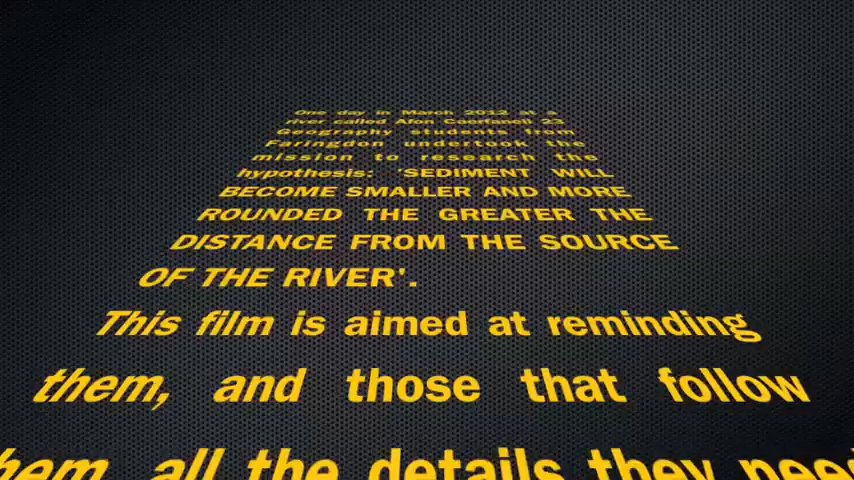 One day in March 2012 at a
river called Afon Coorfanell 23
Geography students from
Faringdon undertook the
mission to research the
hypothesis: 'SEDIMENT WILL
BECOME SMALLER AND MORE
ROUNDED THE GREATER THE
DISTANCE FROM THE SOURCE
OF THE RIVER'.
This film is aimed at reminding
them, and those that follow
them, all the details they need